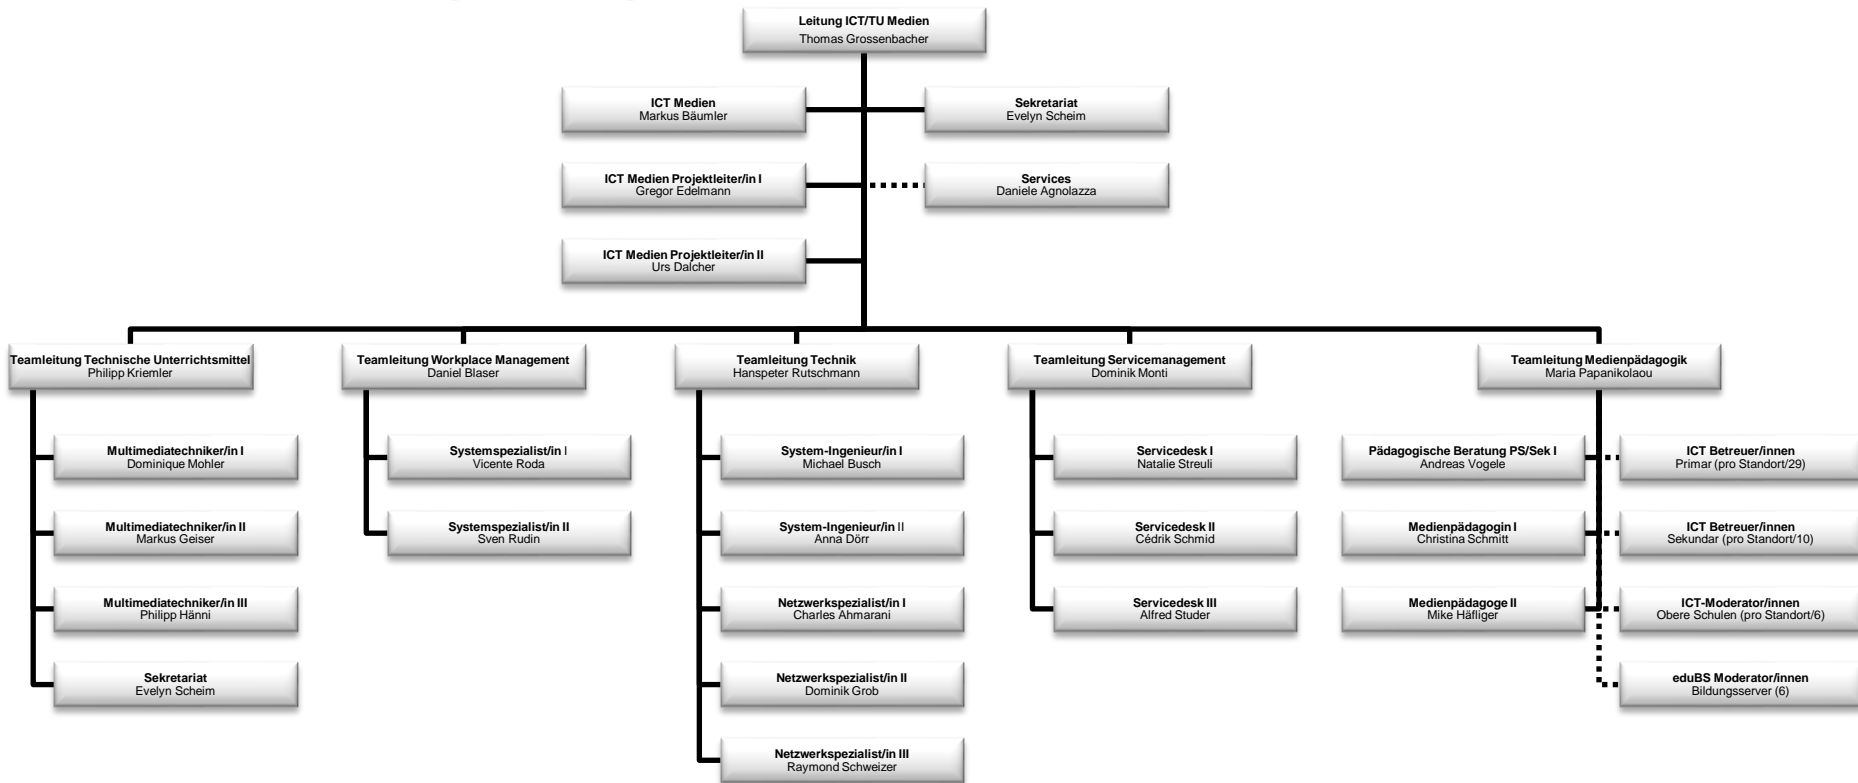 Leitung ICT/TU Medien
Thomas Grossenbacher
ICT Medien
Markus Bäumler
Sekretariat
Evelyn Scheim
ICT Medien Projektleiter/in I
Gregor Edelmann
Services
Daniele Agnolazza
ICT Medien Projektleiter/in II
Urs Dalcher
Teamleitung Technische Unterrichtsmittel
Philipp Kriemler
Multimediatechniker/in I
Dominique Mohler
Multimediatechniker/in II
Markus Geiser
Multimediatechniker/in III
Philipp Hänni
Sekretariat
Evelyn Scheim
Teamleitung Workplace Management
Daniel Blaser
Systemspezialist/in I
Vicente Roda
Systemspezialist/in II
Sven Rudin
Teamleitung Technik
Hanspeter Rutschmann
System-Ingenieur/in I
Michael Busch
System-Ingenieur/in II
Anna Dörr
Netzwerkspezialist/in I
Charles Ahmarani
Netzwerkspezialist/in II
Dominik Grob
Netzwerkspezialist/in III
Raymond Schweizer
Teamleitung Servicemanagement
Dominik Monti
Servicedesk I
Natalie Streuli
Servicedesk II
Cédrik Schmid
Servicedesk III
Alfred Studer
Teamleitung Medienpädagogik
Maria Papanikolaou
Pädagogische Beratung PS/Sek I
Andreas Vogele
Medienpädagogin I
Christina Schmitt
Medienpädagoge II
Mike Häfliger
ICT Betreuer/innen
Primar (pro Standort/29)
ICT Betreuer/innen
Sekundar (pro Standort/10)
ICT-Moderator/innen
Obere Schulen (pro Standort/6)
eduBS Moderator/innen
Bildungsserver (6)